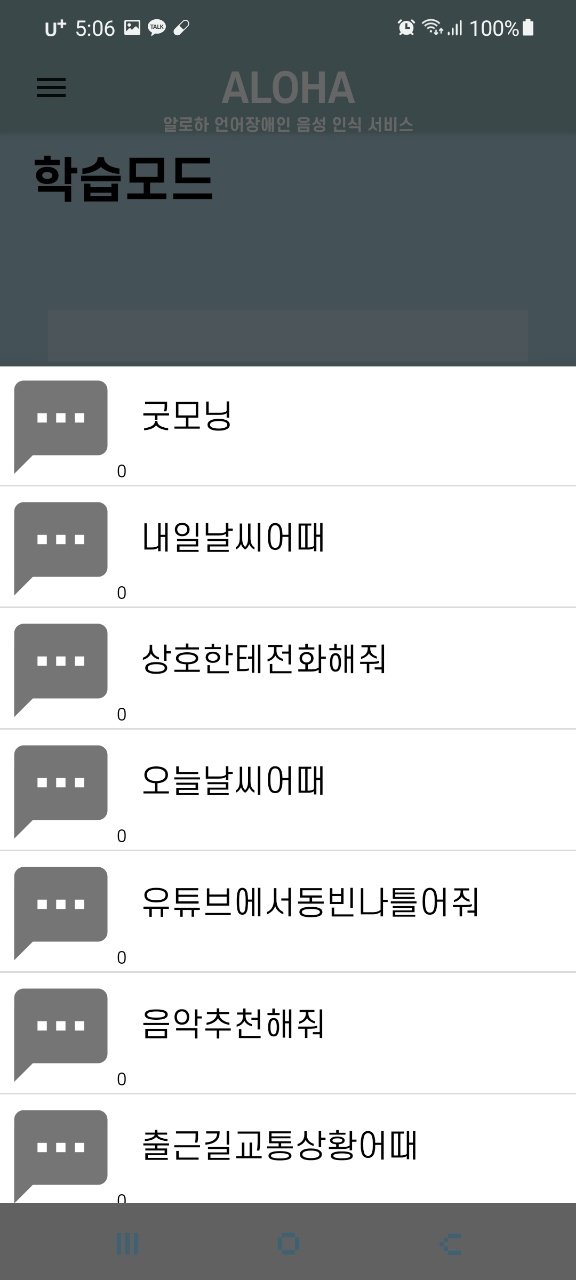 U+ 5:06 TALK 100%
ALOHA
알로하 언어장애인 음성 인식 서비스
학습모드
굿모닝
0
내일날씨어때
0
상호한테전화해줘
0
오늘날씨어때
0
유튜브에서동빈나틀어줘
0
음악추천해줘
0
출근길교통상황어때
0